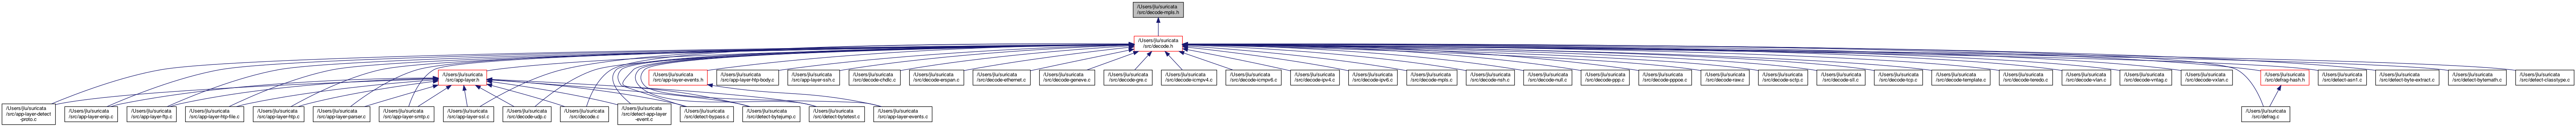 /Users/jlu/suricata
/src/decode-mpls.h
/Users/jlu/suricata
/src/decode.h
/Users/jlu/suricata
/src/app-layer.h
/Users/jlu/suricata
/src/app-layer-events.h
/Users/jlu/suricata
/src/app-layer-htp-body.c
/Users/jlu/suricata
/src/app-layer-ssh.c
/Users/jlu/suricata
/src/decode-chdlc.c
/Users/jlu/suricata
/src/decode-erspan.c
/Users/jlu/suricata
/src/decode-ethernet.c
/Users/jlu/suricata
/src/decode-geneve.c
/Users/jlu/suricata
/src/decode-gre.c
/Users/jlu/suricata
/src/decode-icmpv4.c
/Users/jlu/suricata
/src/decode-icmpv6.c
/Users/jlu/suricata
/src/decode-ipv4.c
/Users/jlu/suricata
/src/decode-ipv6.c
/Users/jlu/suricata
/src/decode-mpls.c
/Users/jlu/suricata
/src/decode-nsh.c
/Users/jlu/suricata
/src/decode-null.c
/Users/jlu/suricata
/src/decode-ppp.c
/Users/jlu/suricata
/src/decode-pppoe.c
/Users/jlu/suricata
/src/decode-raw.c
/Users/jlu/suricata
/src/decode-sctp.c
/Users/jlu/suricata
/src/decode-sll.c
/Users/jlu/suricata
/src/decode-tcp.c
/Users/jlu/suricata
/src/decode-template.c
/Users/jlu/suricata
/src/decode-teredo.c
/Users/jlu/suricata
/src/decode-vlan.c
/Users/jlu/suricata
/src/decode-vntag.c
/Users/jlu/suricata
/src/decode-vxlan.c
/Users/jlu/suricata
/src/defrag-hash.h
/Users/jlu/suricata
/src/detect-asn1.c
/Users/jlu/suricata
/src/detect-byte-extract.c
/Users/jlu/suricata
/src/detect-bytemath.c
/Users/jlu/suricata
/src/detect-classtype.c
/Users/jlu/suricata
/src/app-layer-detect
-proto.c
/Users/jlu/suricata
/src/app-layer-enip.c
/Users/jlu/suricata
/src/app-layer-ftp.c
/Users/jlu/suricata
/src/app-layer-htp-file.c
/Users/jlu/suricata
/src/app-layer-htp.c
/Users/jlu/suricata
/src/app-layer-parser.c
/Users/jlu/suricata
/src/app-layer-smtp.c
/Users/jlu/suricata
/src/app-layer-ssl.c
/Users/jlu/suricata
/src/decode-udp.c
/Users/jlu/suricata
/src/decode.c
/Users/jlu/suricata
/src/detect-app-layer
-event.c
/Users/jlu/suricata
/src/detect-bypass.c
/Users/jlu/suricata
/src/detect-bytejump.c
/Users/jlu/suricata
/src/detect-bytetest.c
/Users/jlu/suricata
/src/app-layer-events.c
/Users/jlu/suricata
/src/defrag.c